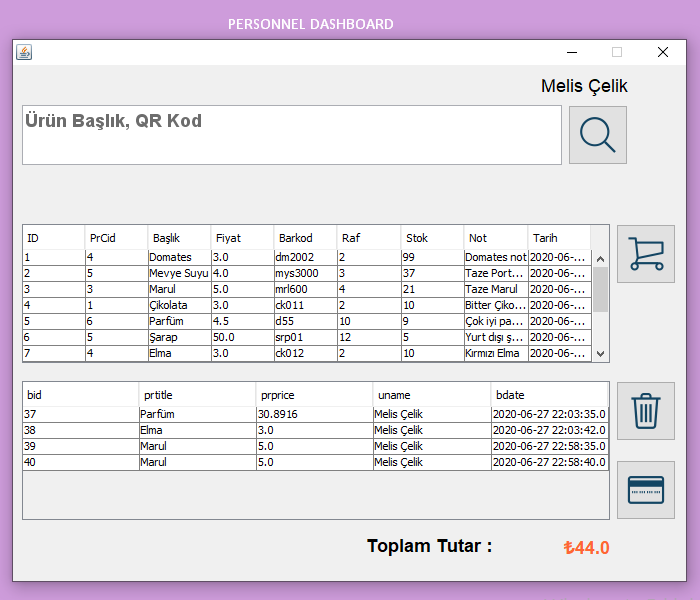 PERSONNEL DASHBOARD
Melis Çelik
Ürün Başlık, QR Kod
ID PrCid Başlık Fiyat Barkod Raf Stok Not Tarih
1 4 Domates 3.0 dm2002 2 99 Domates not 2020-06-...
2 5 Mevye Suyu 4.0 mys3000 3 37 Taze Port... 2020-06-...
3 3 Marul 5.0 mrl600 4 21 Taze Marul 2020-06-...
4 1 Çikolata 3.0 ck011 2 10 Bitter Çiko... 2020-06-...
5 6 Parfüm 4.5 d55 10 9 Çok iyi pa... 2020-06-...
6 5 Şarap 50.0 srp01 12 5 Yurt dışı ş... 2020-06-...
7 4 Elma 3.0 ck012 2 10 Kırmızı Elma 2020-06-...
bid prtitle prprice uname bdate
37 Parfüm 30.8916 Melis Çelik 2020-06-27 22:03:35.0
38 Elma 3.0 Melis Çelik 2020-06-27 22:03:42.0
39 Marul 5.0 Melis Çelik 2020-06-27 22:58:35.0
40 Marul 5.0 Melis Çelik 2020-06-27 22:58:40.0
Toplam Tutar : ₺44.0